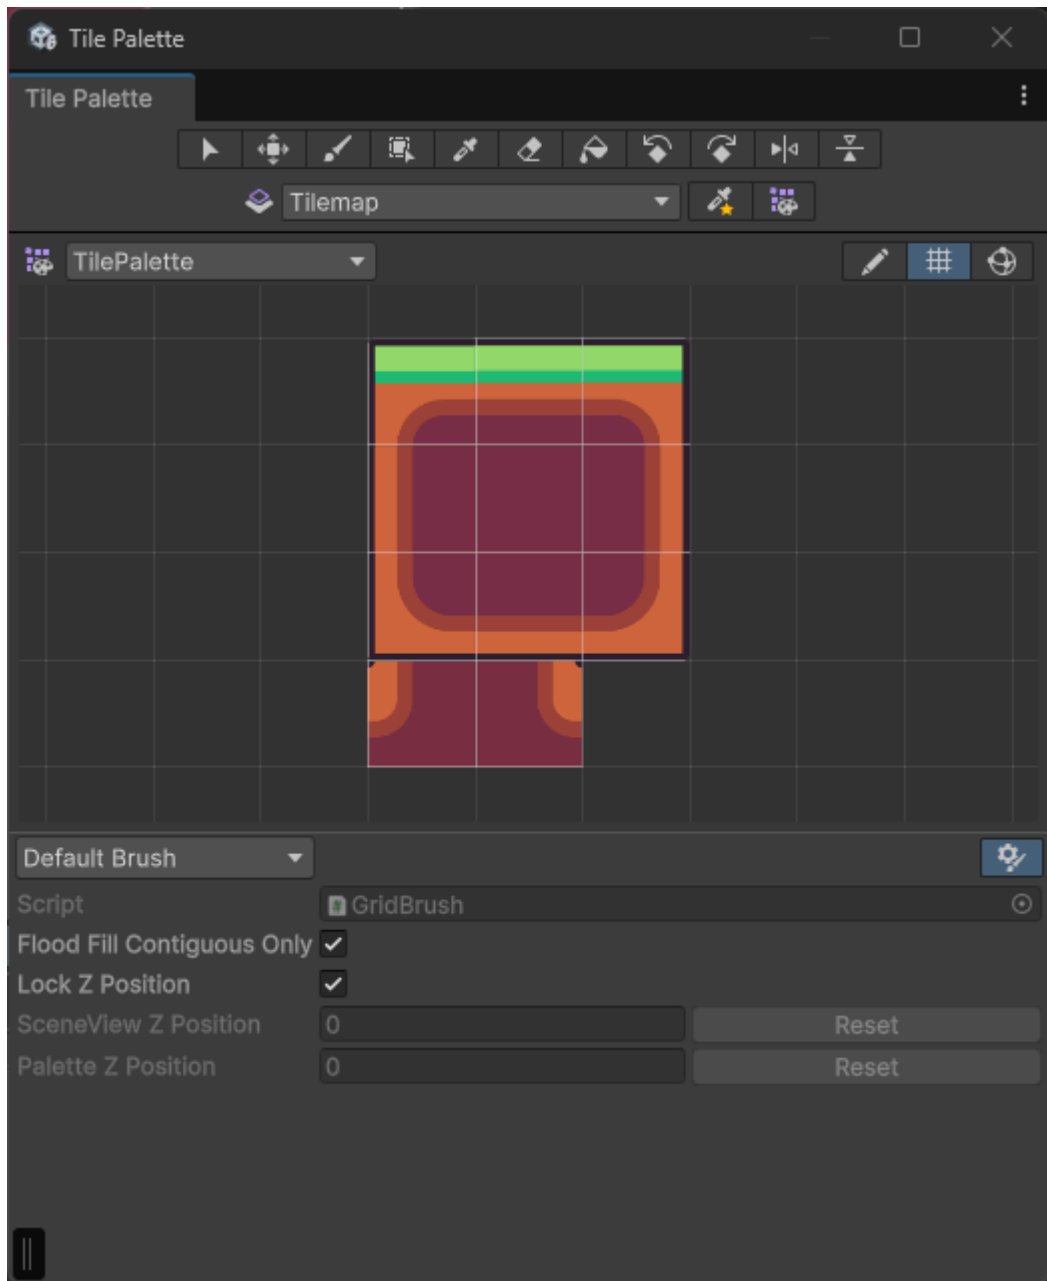 Tile Palette
Tile Palette
Tilemap
TilePalette
Default Brush
Script
GridBrush
Flood Fill Contiguous Only
Lock Z Position
SceneView Z Position
0
Reset
Palette Z Position
0
Reset